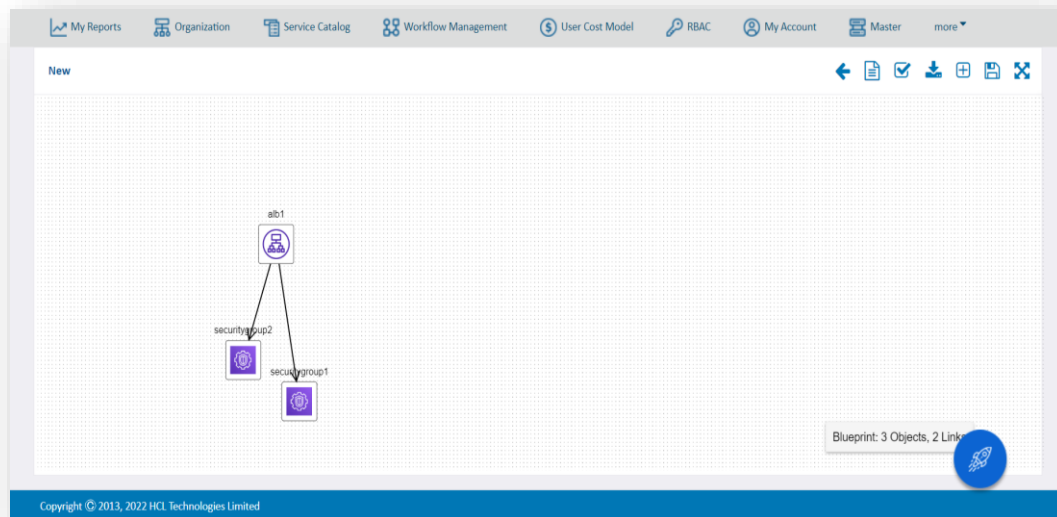 My Reports Organization Service Catalog Workflow Management User Cost Model RBAC My Account Master more
New
alb1
securitygroup2
securitygroup1
Blueprint: 3 Objects, 2 Link
Copyright © 2013, 2022 HCL Technologies Limited